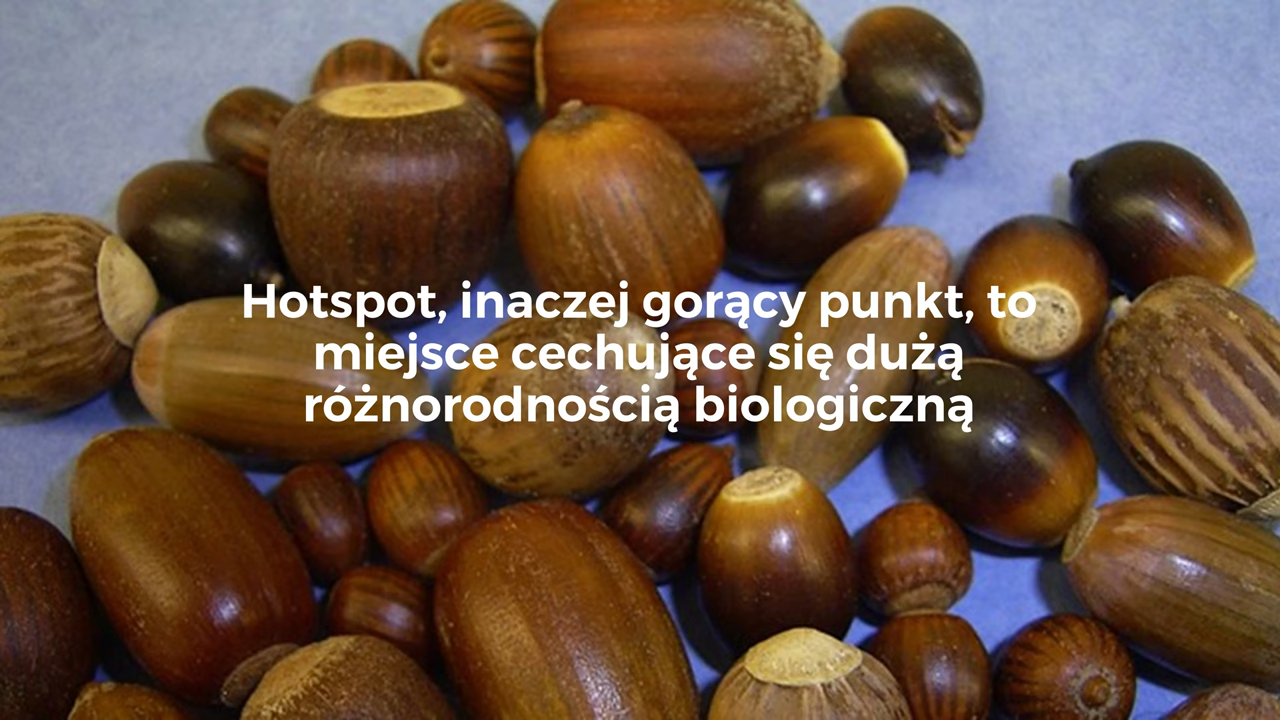 Hotspot, inaczej gorący punkt, to
miejsce cechujące się dużą
różnorodnością biologiczną